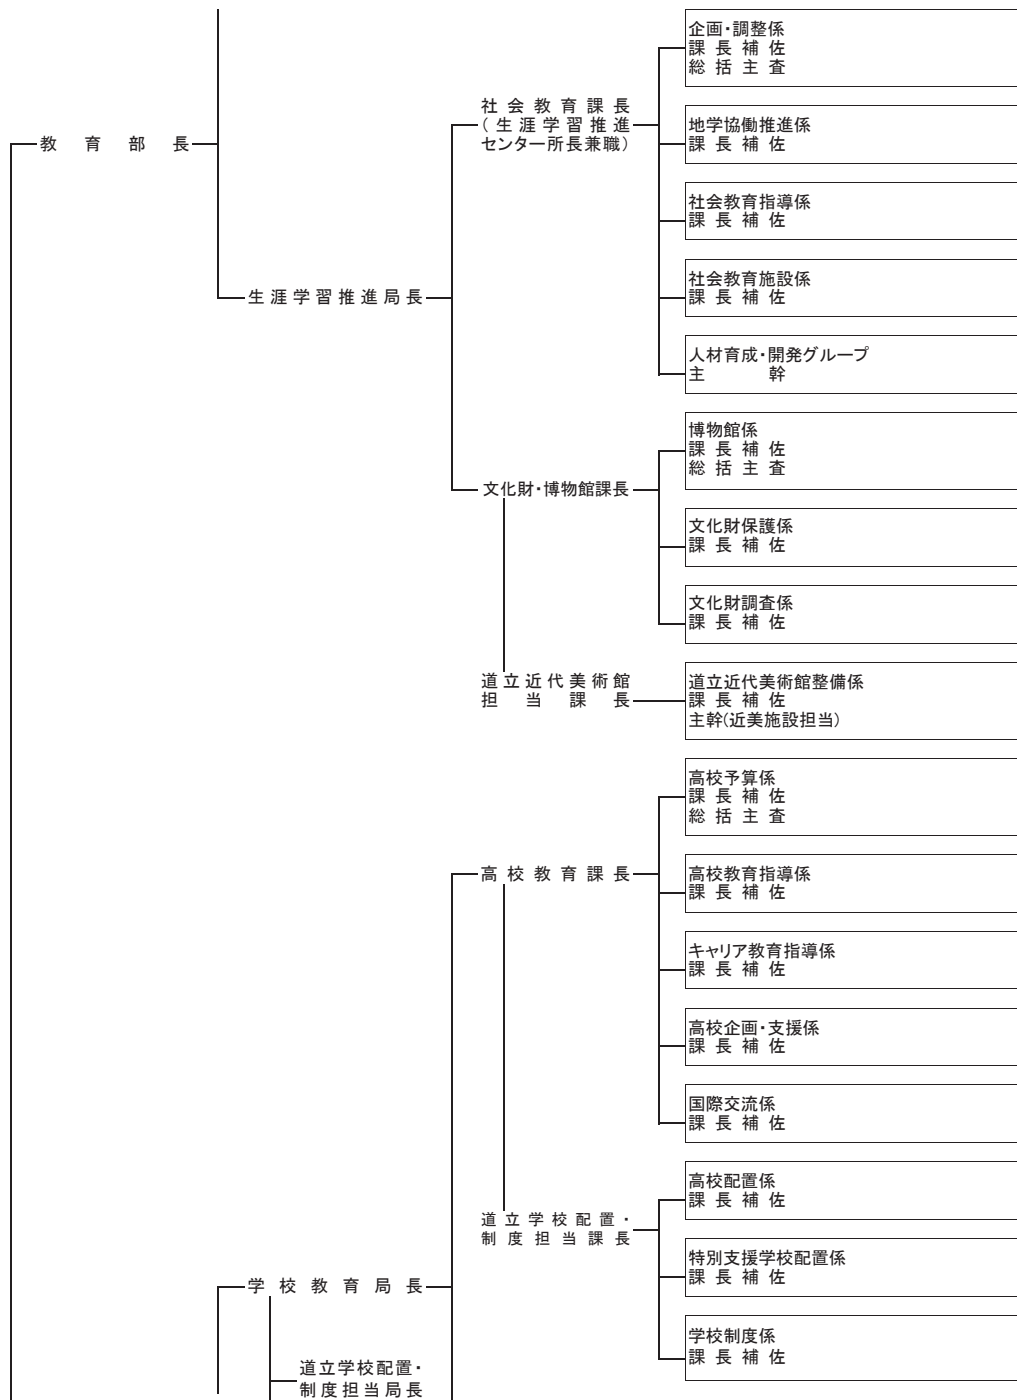 教育部長
生涯学習推進局長
社会教育課長
(生涯学習推進
センター所長兼職)
企画・調整係
課長補佐
総括主査
地学協働推進係
課長補佐
社会教育指導係
課長補佐
社会教育施設係
課長補佐
人材育成・開発グループ
主幹
文化財・博物館課長
博物館係
課長補佐
総括主査
文化財保護係
課長補佐
文化財調査係
課長補佐
道立近代美術館
担当課長
道立近代美術館整備係
課長補佐
主幹(近美施設担当)
学校教育局長
道立学校配置・
制度担当局長
高校教育課長
高校予算係
課長補佐
総括主査
高校教育指導係
課長補佐
キャリア教育指導係
課長補佐
高校企画・支援係
課長補佐
国際交流係
課長補佐
道立学校配置・
制度担当課長
高校配置係
課長補佐
特別支援学校配置係
課長補佐
学校制度係
課長補佐